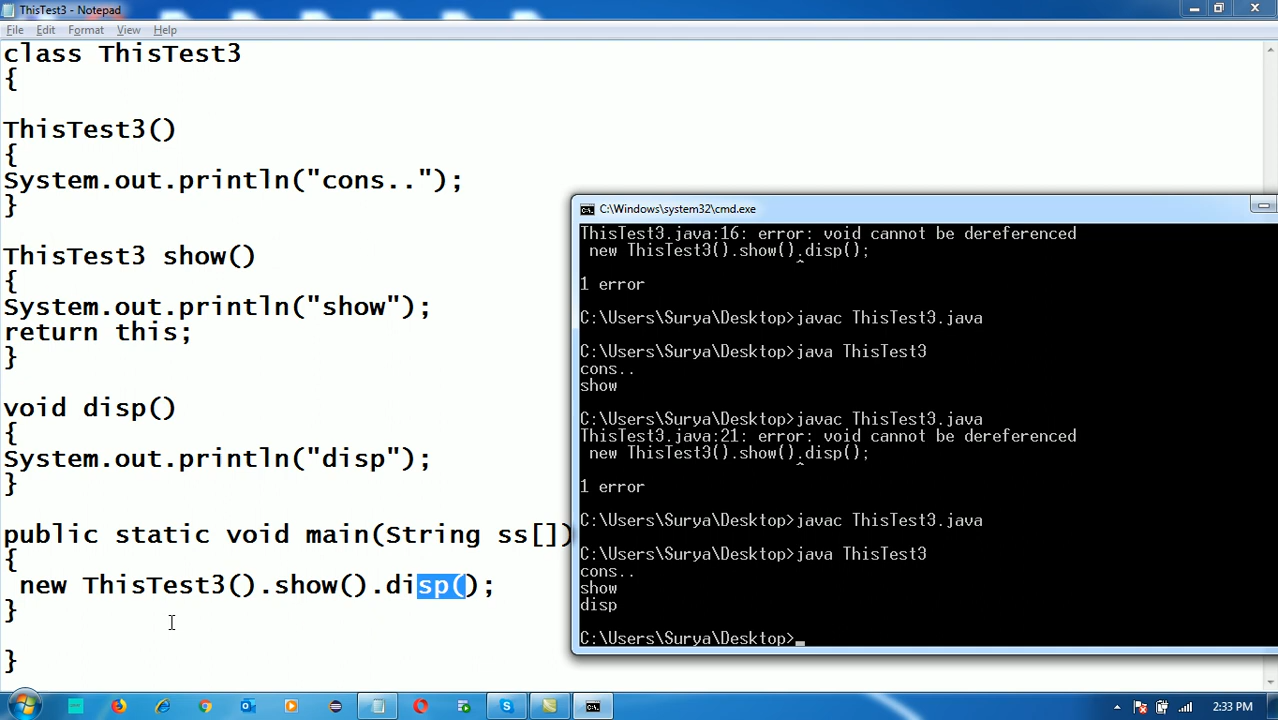 ThisTest3 - Notepad
File Edit Format View Help
class ThisTest3
{
ThisTest3()
{
System.out.println("cons..");
}
ThisTest3 show()
{
System.out.println("show");
return this;
}
void disp()
{
System.out.println("disp");
}
public static void main(String ss[])
{
new ThisTest3().show().disp();
}
}
C:\Windows\system32\cmd.exe
ThisTest3.java:16: error: void cannot be dereferenced
new ThisTest3().show().disp();
^
1 error
C:\Users\Surya\Desktop>javac ThisTest3.java
C:\Users\Surya\Desktop>java ThisTest3
cons..
show
C:\Users\Surya\Desktop>javac ThisTest3.java
ThisTest3.java:21: error: void cannot be dereferenced
new ThisTest3().show().disp();
^
1 error
C:\Users\Surya\Desktop>javac ThisTest3.java
C:\Users\Surya\Desktop>java ThisTest3
cons..
show
disp
C:\Users\Surya\Desktop>_
2:33 PM